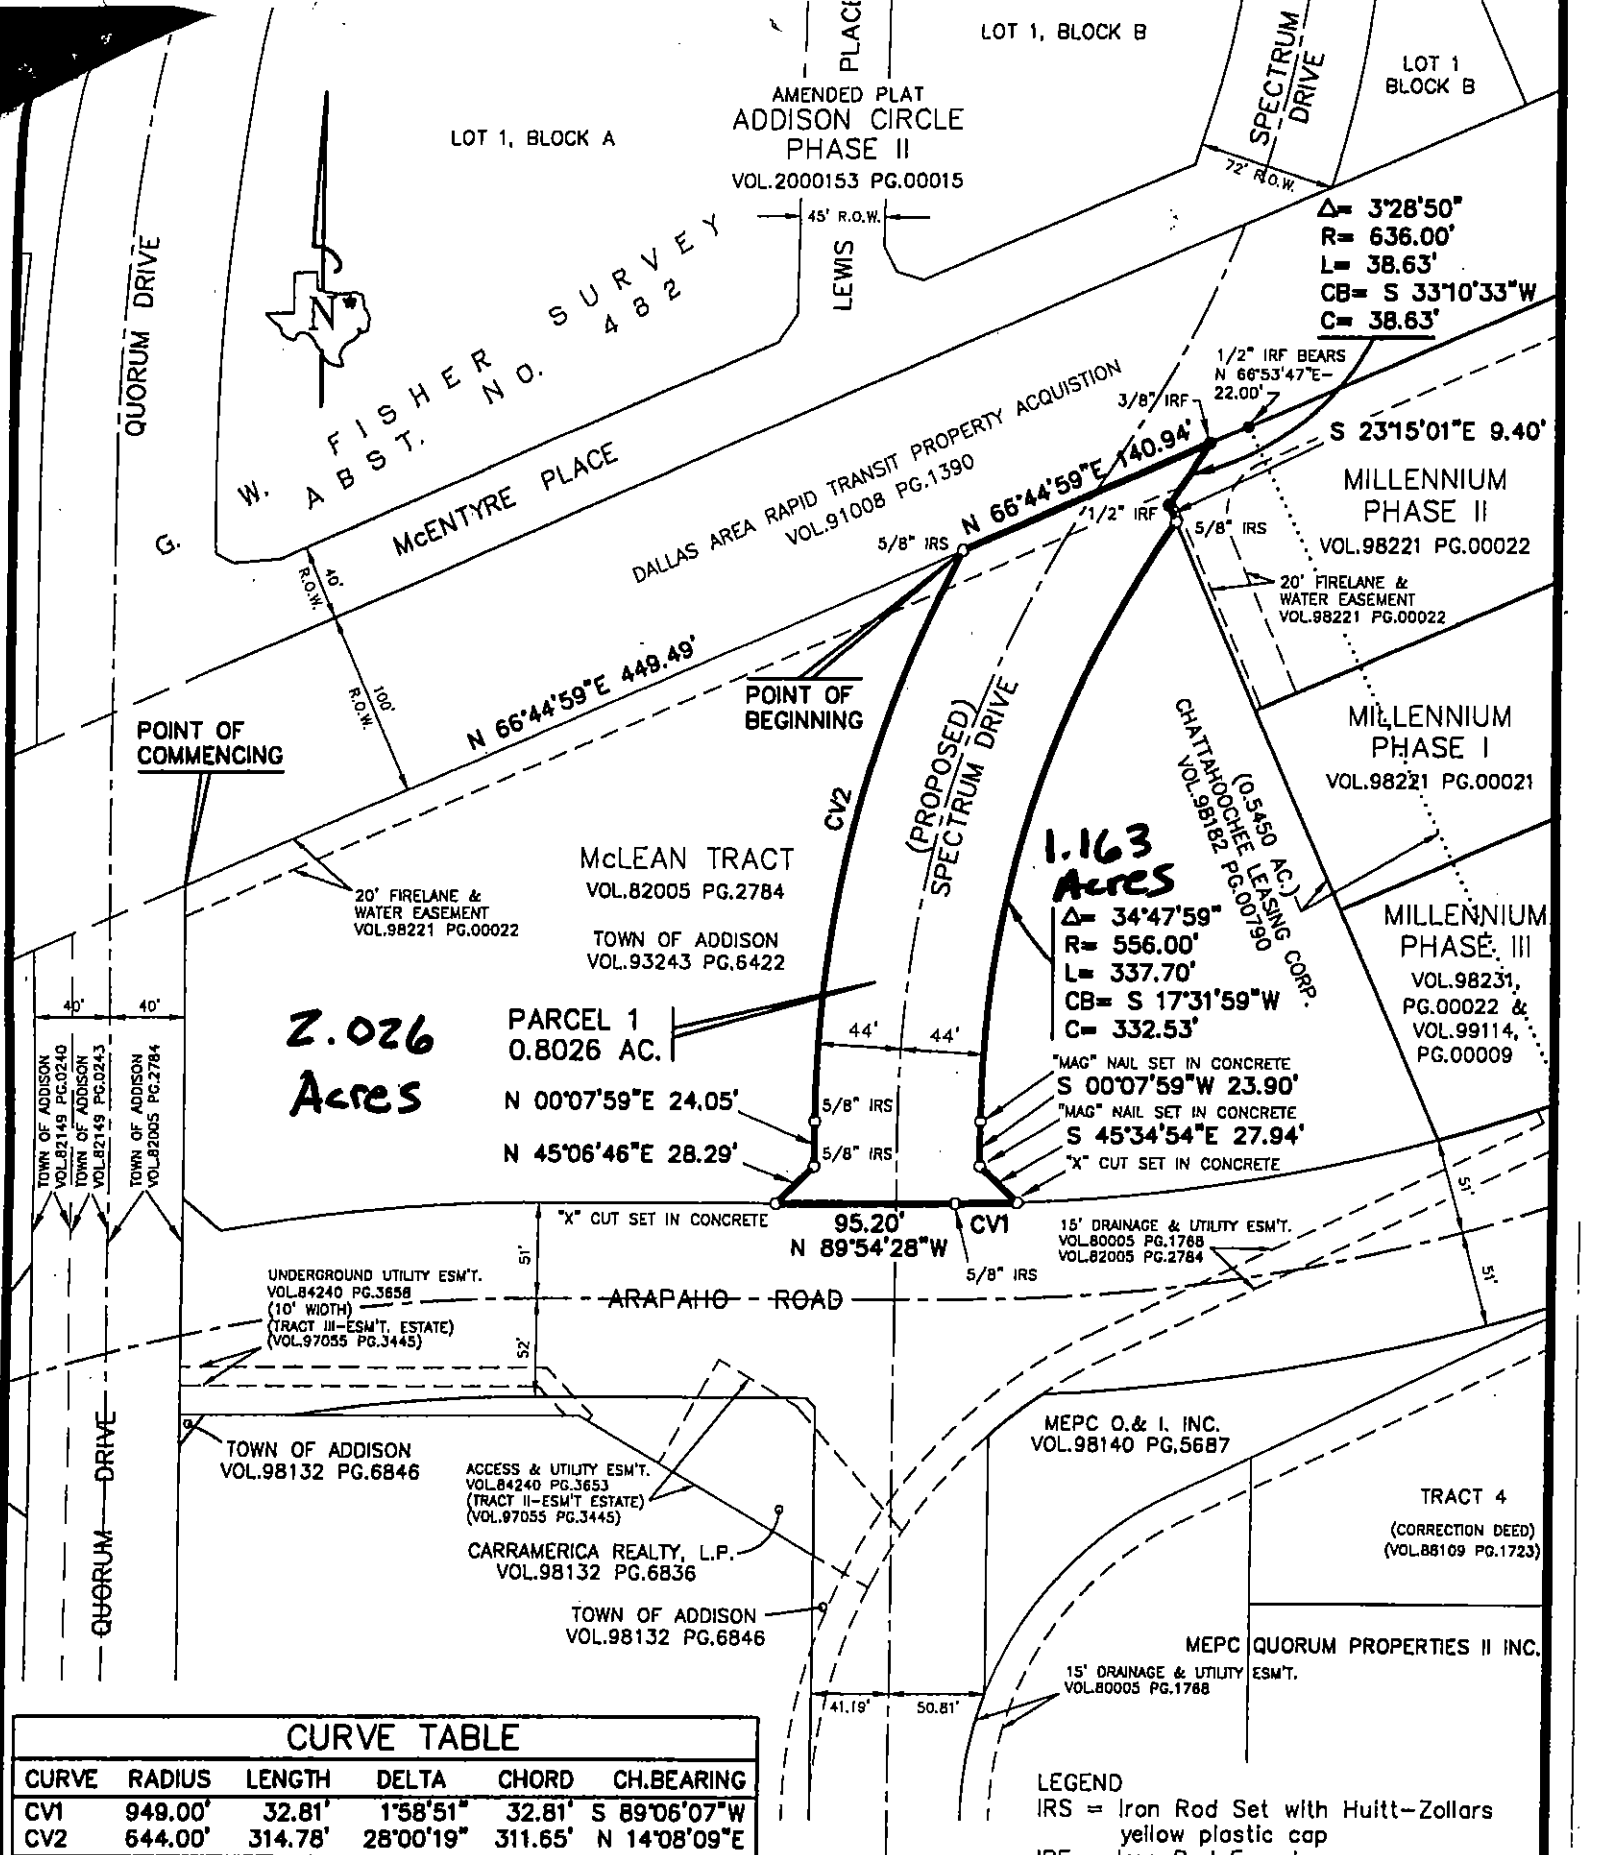 LOT 1, BLOCK B
PLACE
SPECTRUM
DRIVE
LOT 1
BLOCK B
LOT 1, BLOCK A
AMENDED PLAT
ADDISON CIRCLE
PHASE II
VOL.2000153 PG.00015
45' R.O.W.
LEWIS
72' R.O.W.
QUORUM DRIVE
N
G. W. FISHER SURVEY
ABST. NO. 482
Δ= 3°28'50"
R= 636.00'
L= 38.63'
CB= S 33°10'33"W
C= 38.63'
1/2" IRF BEARS
N 66°53'47"E-
22.00'
3/8" IRF
S 23°15'01"E 9.40'
McENTYRE PLACE
DALLAS AREA RAPID TRANSIT PROPERTY ACQUISTION
VOL.91008 PG.1390
N 66°44'59"E 140.94'
1/2" IRF
5/8" IRS
5/8" IRS
MILLENNIUM
PHASE II
VOL.98221 PG.00022
20' FIRELANE &
WATER EASEMENT
VOL.98221 PG.00022
40'
R.O.W.
100'
R.O.W.
N 66°44'59"E 449.49'
POINT OF
BEGINNING
POINT OF
COMMENCING
(PROPOSED)
SPECTRUM DRIVE
CV2
MILLENNIUM
PHASE I
VOL.98221 PG.00021
(0.5450 AC.)
CHATTAHOOCHEE LEASING CORP.
VOL.98182 PG.00790
McLEAN TRACT
VOL.82005 PG.2784
TOWN OF ADDISON
VOL.93243 PG.6422
20' FIRELANE &
WATER EASEMENT
VOL.98221 PG.00022
1.163
Acres
Δ= 34°47'59"
R= 556.00'
L= 337.70'
CB= S 17°31'59"W
C= 332.53'
MILLENNIUM
PHASE III
VOL.98231,
PG.00022 &
VOL.99114,
PG.00009
40'
40'
2.026
Acres
PARCEL 1
0.8026 AC.
44'
44'
TOWN OF ADDISON
VOL.82149 PG.0240
TOWN OF ADDISON
VOL.82149 PG.0243
TOWN OF ADDISON
VOL.82005 PG.2784
N 00°07'59"E 24.05'
5/8" IRS
N 45°06'46"E 28.29'
5/8" IRS
"MAG" NAIL SET IN CONCRETE
S 00°07'59"W 23.90'
"MAG" NAIL SET IN CONCRETE
S 45°34'54"E 27.94'
"X" CUT SET IN CONCRETE
"X" CUT SET IN CONCRETE
95.20'
N 89°54'28"W
CV1
5/8" IRS
15' DRAINAGE & UTILITY ESM'T.
VOL.80005 PG.1768
VOL.82005 PG.2784
51'
51'
51'
52'
UNDERGROUND UTILITY ESM'T.
VOL.84240 PG.3658
(10' WIDTH)
(TRACT III-ESM'T. ESTATE)
(VOL.97055 PG.3445)
ARAPAHO ROAD
TOWN OF ADDISON
VOL.98132 PG.6846
QUORUM DRIVE
ACCESS & UTILITY ESM'T.
VOL.84240 PG.3653
(TRACT II-ESM'T ESTATE)
(VOL.97055 PG.3445)
CARRAMERICA REALTY, L.P.
VOL.98132 PG.6836
TOWN OF ADDISON
VOL.98132 PG.6846
MEPC O.& I. INC.
VOL.98140 PG.5687
TRACT 4
(CORRECTION DEED)
(VOL.88109 PG.1723)
MEPC QUORUM PROPERTIES II INC.
15' DRAINAGE & UTILITY ESM'T.
VOL.80005 PG.1768
41.19'
50.81'
CURVE TABLE
CURVE RADIUS LENGTH DELTA CHORD CH.BEARING
CV1 949.00' 32.81' 1°58'51" 32.81' S 89°06'07"W
CV2 644.00' 314.78' 28°00'19" 311.65' N 14°08'09"E
LEGEND
IRS = Iron Rod Set with Huitt-Zollars
yellow plastic cap